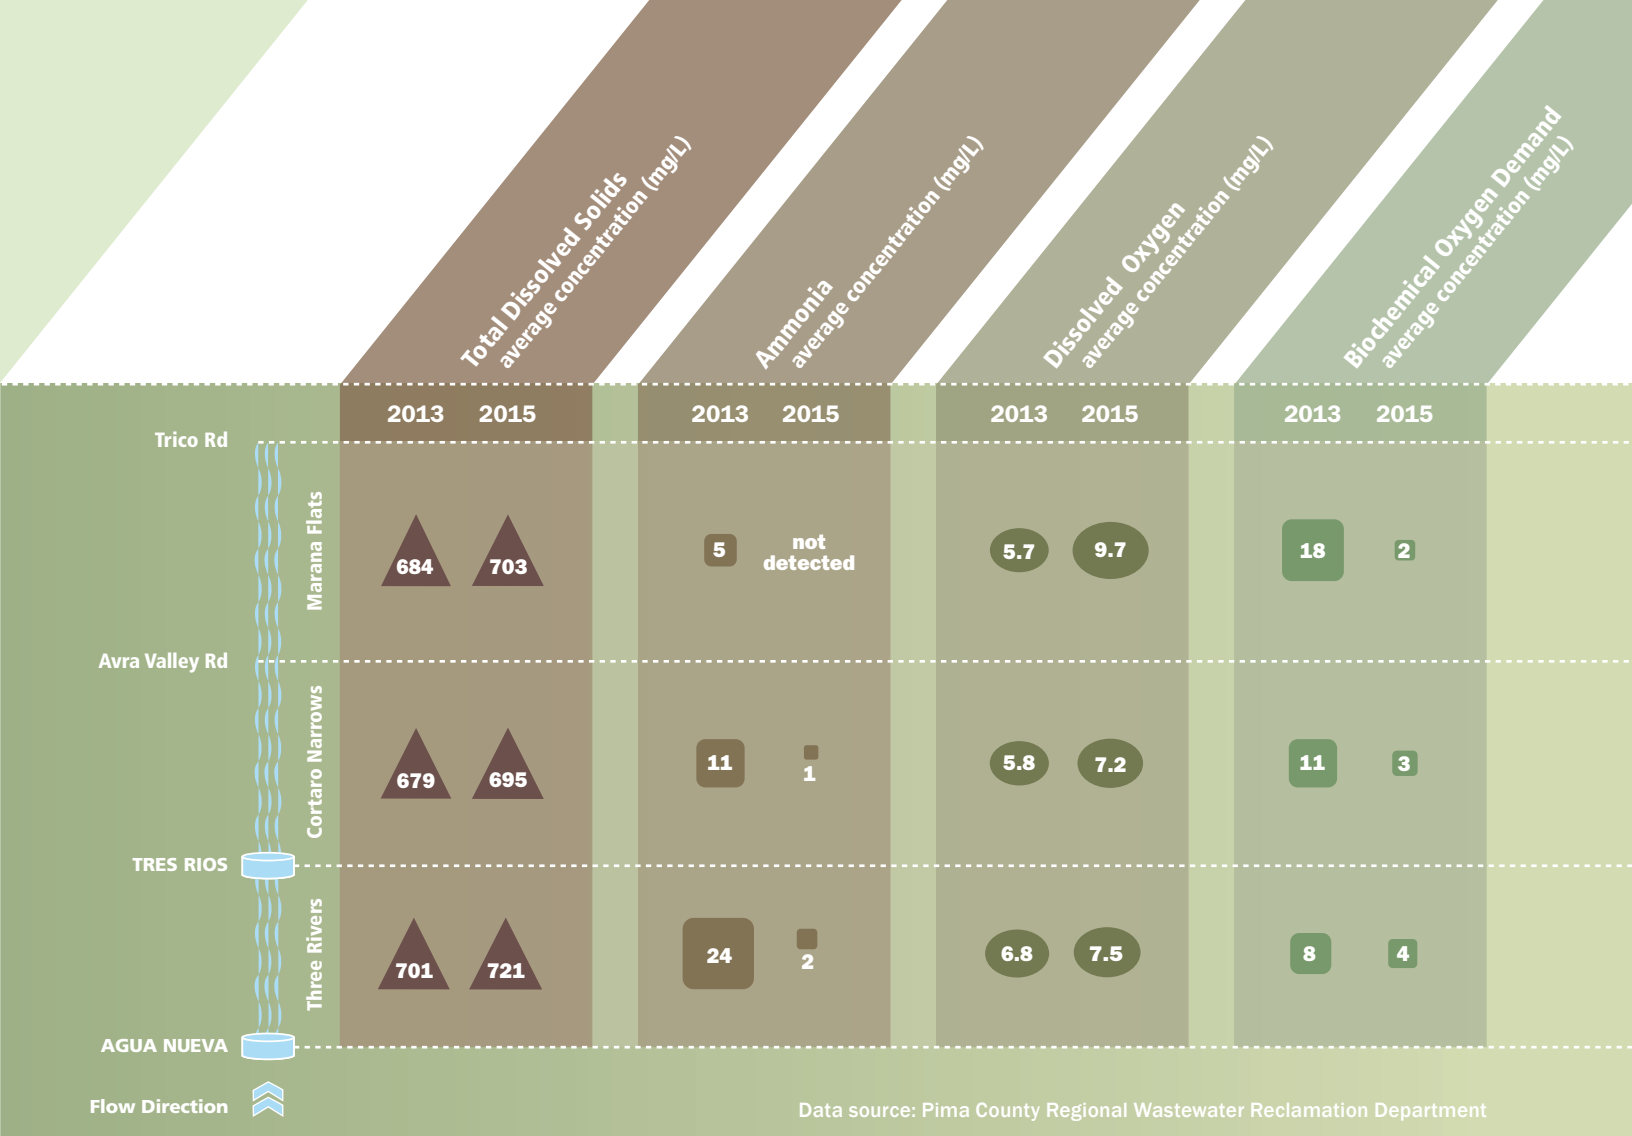 Total Dissolved Solids
average concentration (mg/L)
Ammonia
average concentration (mg/L)
Dissolved Oxygen
average concentration (mg/L)
Biochemical Oxygen Demand
average concentration (mg/L)
2013 2015 2013 2015 2013 2015 2013 2015
Trico Rd
Marana Flats
684 703 5 not detected 5.7 9.7 18 2
Avra Valley Rd
Cortaro Narrows
679 695 11 1 5.8 7.2 11 3
TRES RIOS
Three Rivers
701 721 24 2 6.8 7.5 8 4
AGUA NUEVA
Flow Direction
Data source: Pima County Regional Wastewater Reclamation Department